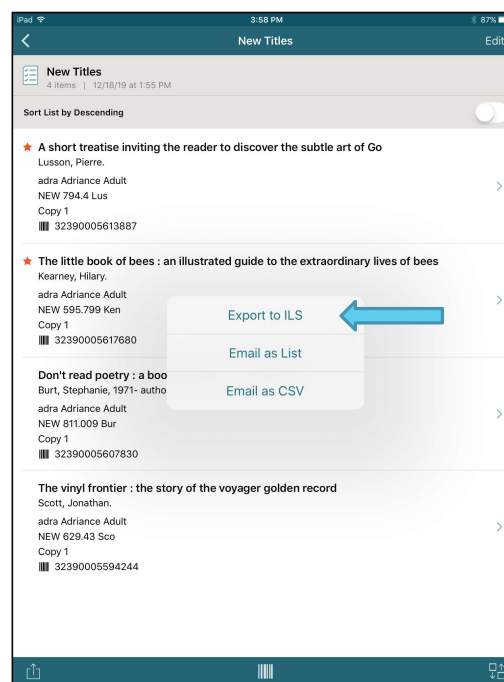 iPad 3:58 PM 87%
New Titles Edit
New Titles
4 items | 12/18/19 at 1:55 PM
Sort List by Descending
A short treatise inviting the reader to discover the subtle art of Go
Lusson, Pierre.
adra Adriance Adult
NEW 794.4 Lus
Copy 1
32390005613887
The little book of bees : an illustrated guide to the extraordinary lives of bees
Kearney, Hilary.
adra Adriance Adult
NEW 595.799 Ken
Copy 1
32390005617680
Export to ILS
Email as List
Email as CSV
Don't read poetry : a boo
Burt, Stephanie, 1971- autho
adra Adriance Adult
NEW 811.009 Bur
Copy 1
32390005607830
The vinyl frontier : the story of the voyager golden record
Scott, Jonathan.
adra Adriance Adult
NEW 629.43 Sco
Copy 1
32390005594244